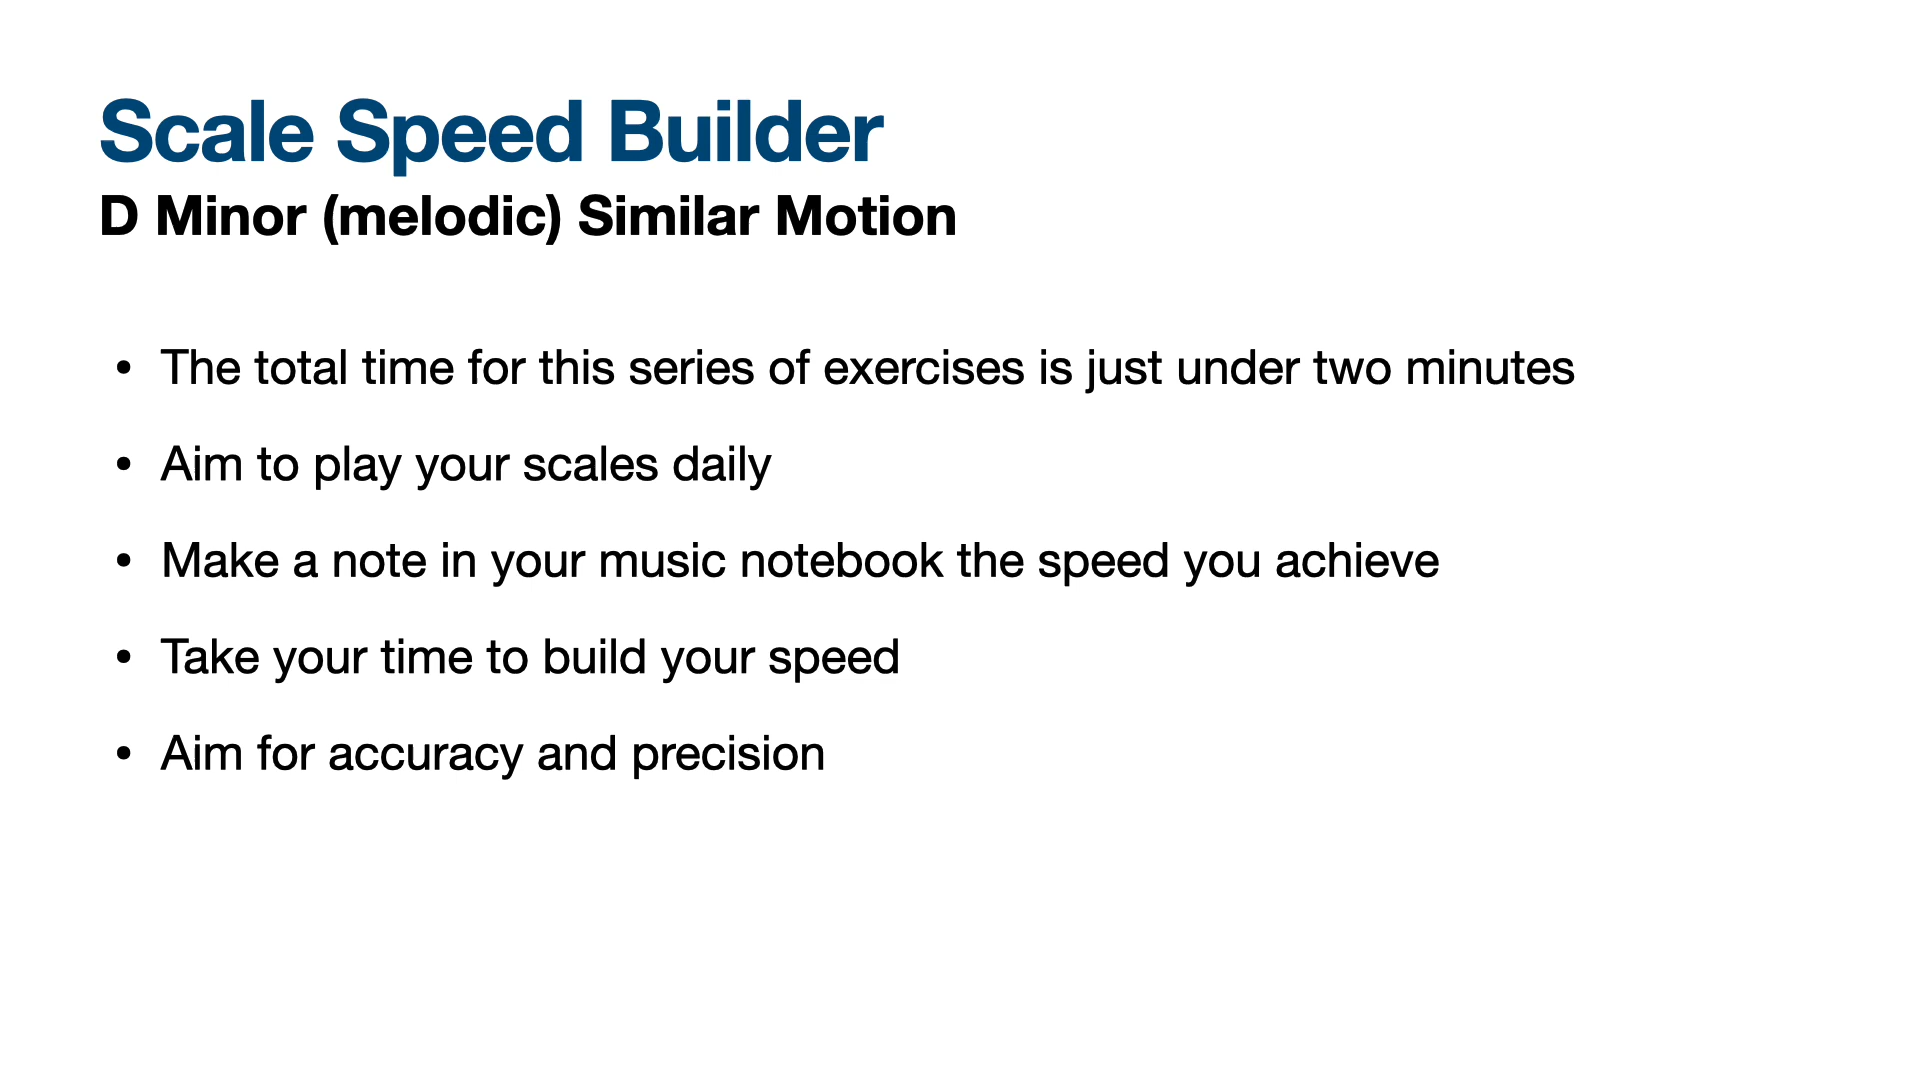 Scale Speed Builder
D Minor (melodic) Similar Motion
• The total time for this series of exercises is just under two minutes
• Aim to play your scales daily
• Make a note in your music notebook the speed you achieve
• Take your time to build your speed
• Aim for accuracy and precision